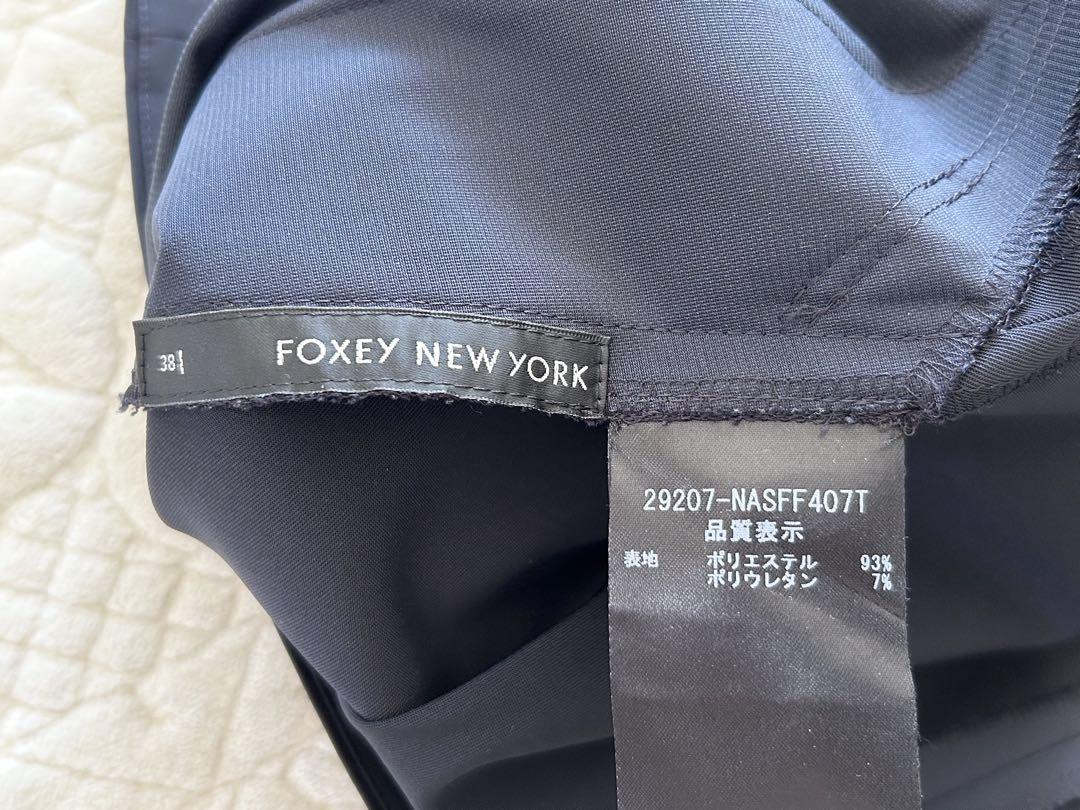 38
FOXEY NEW YORK
29207-NASFF407T
品質表示
表地 ポリエステル 93%
ポリウレタン 7%